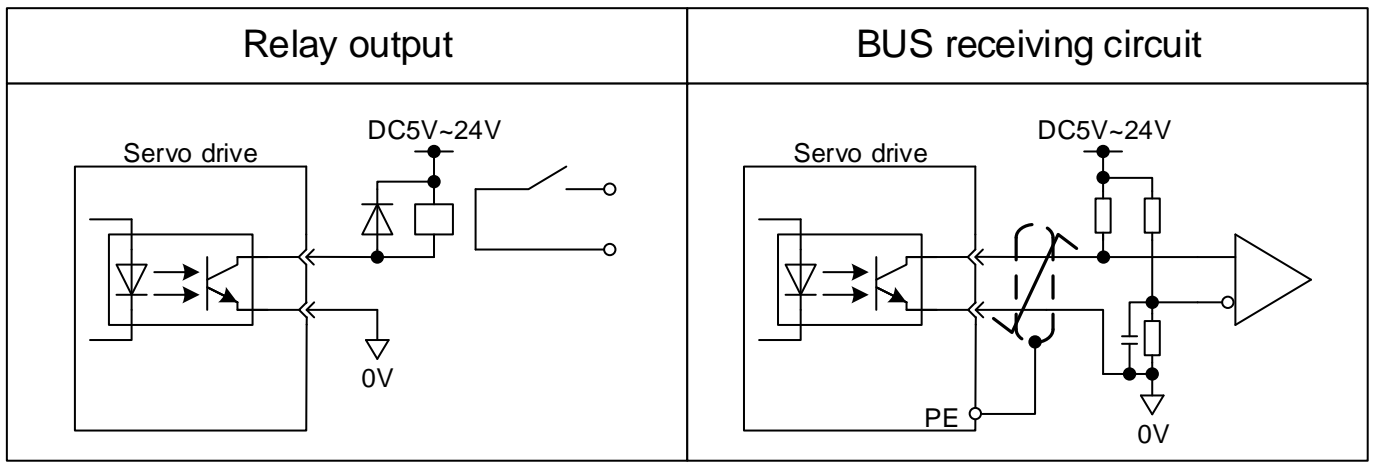 Relay output
BUS receiving circuit
DC5V~24V
Servo drive
0V
DC5V~24V
Servo drive
PE
0V